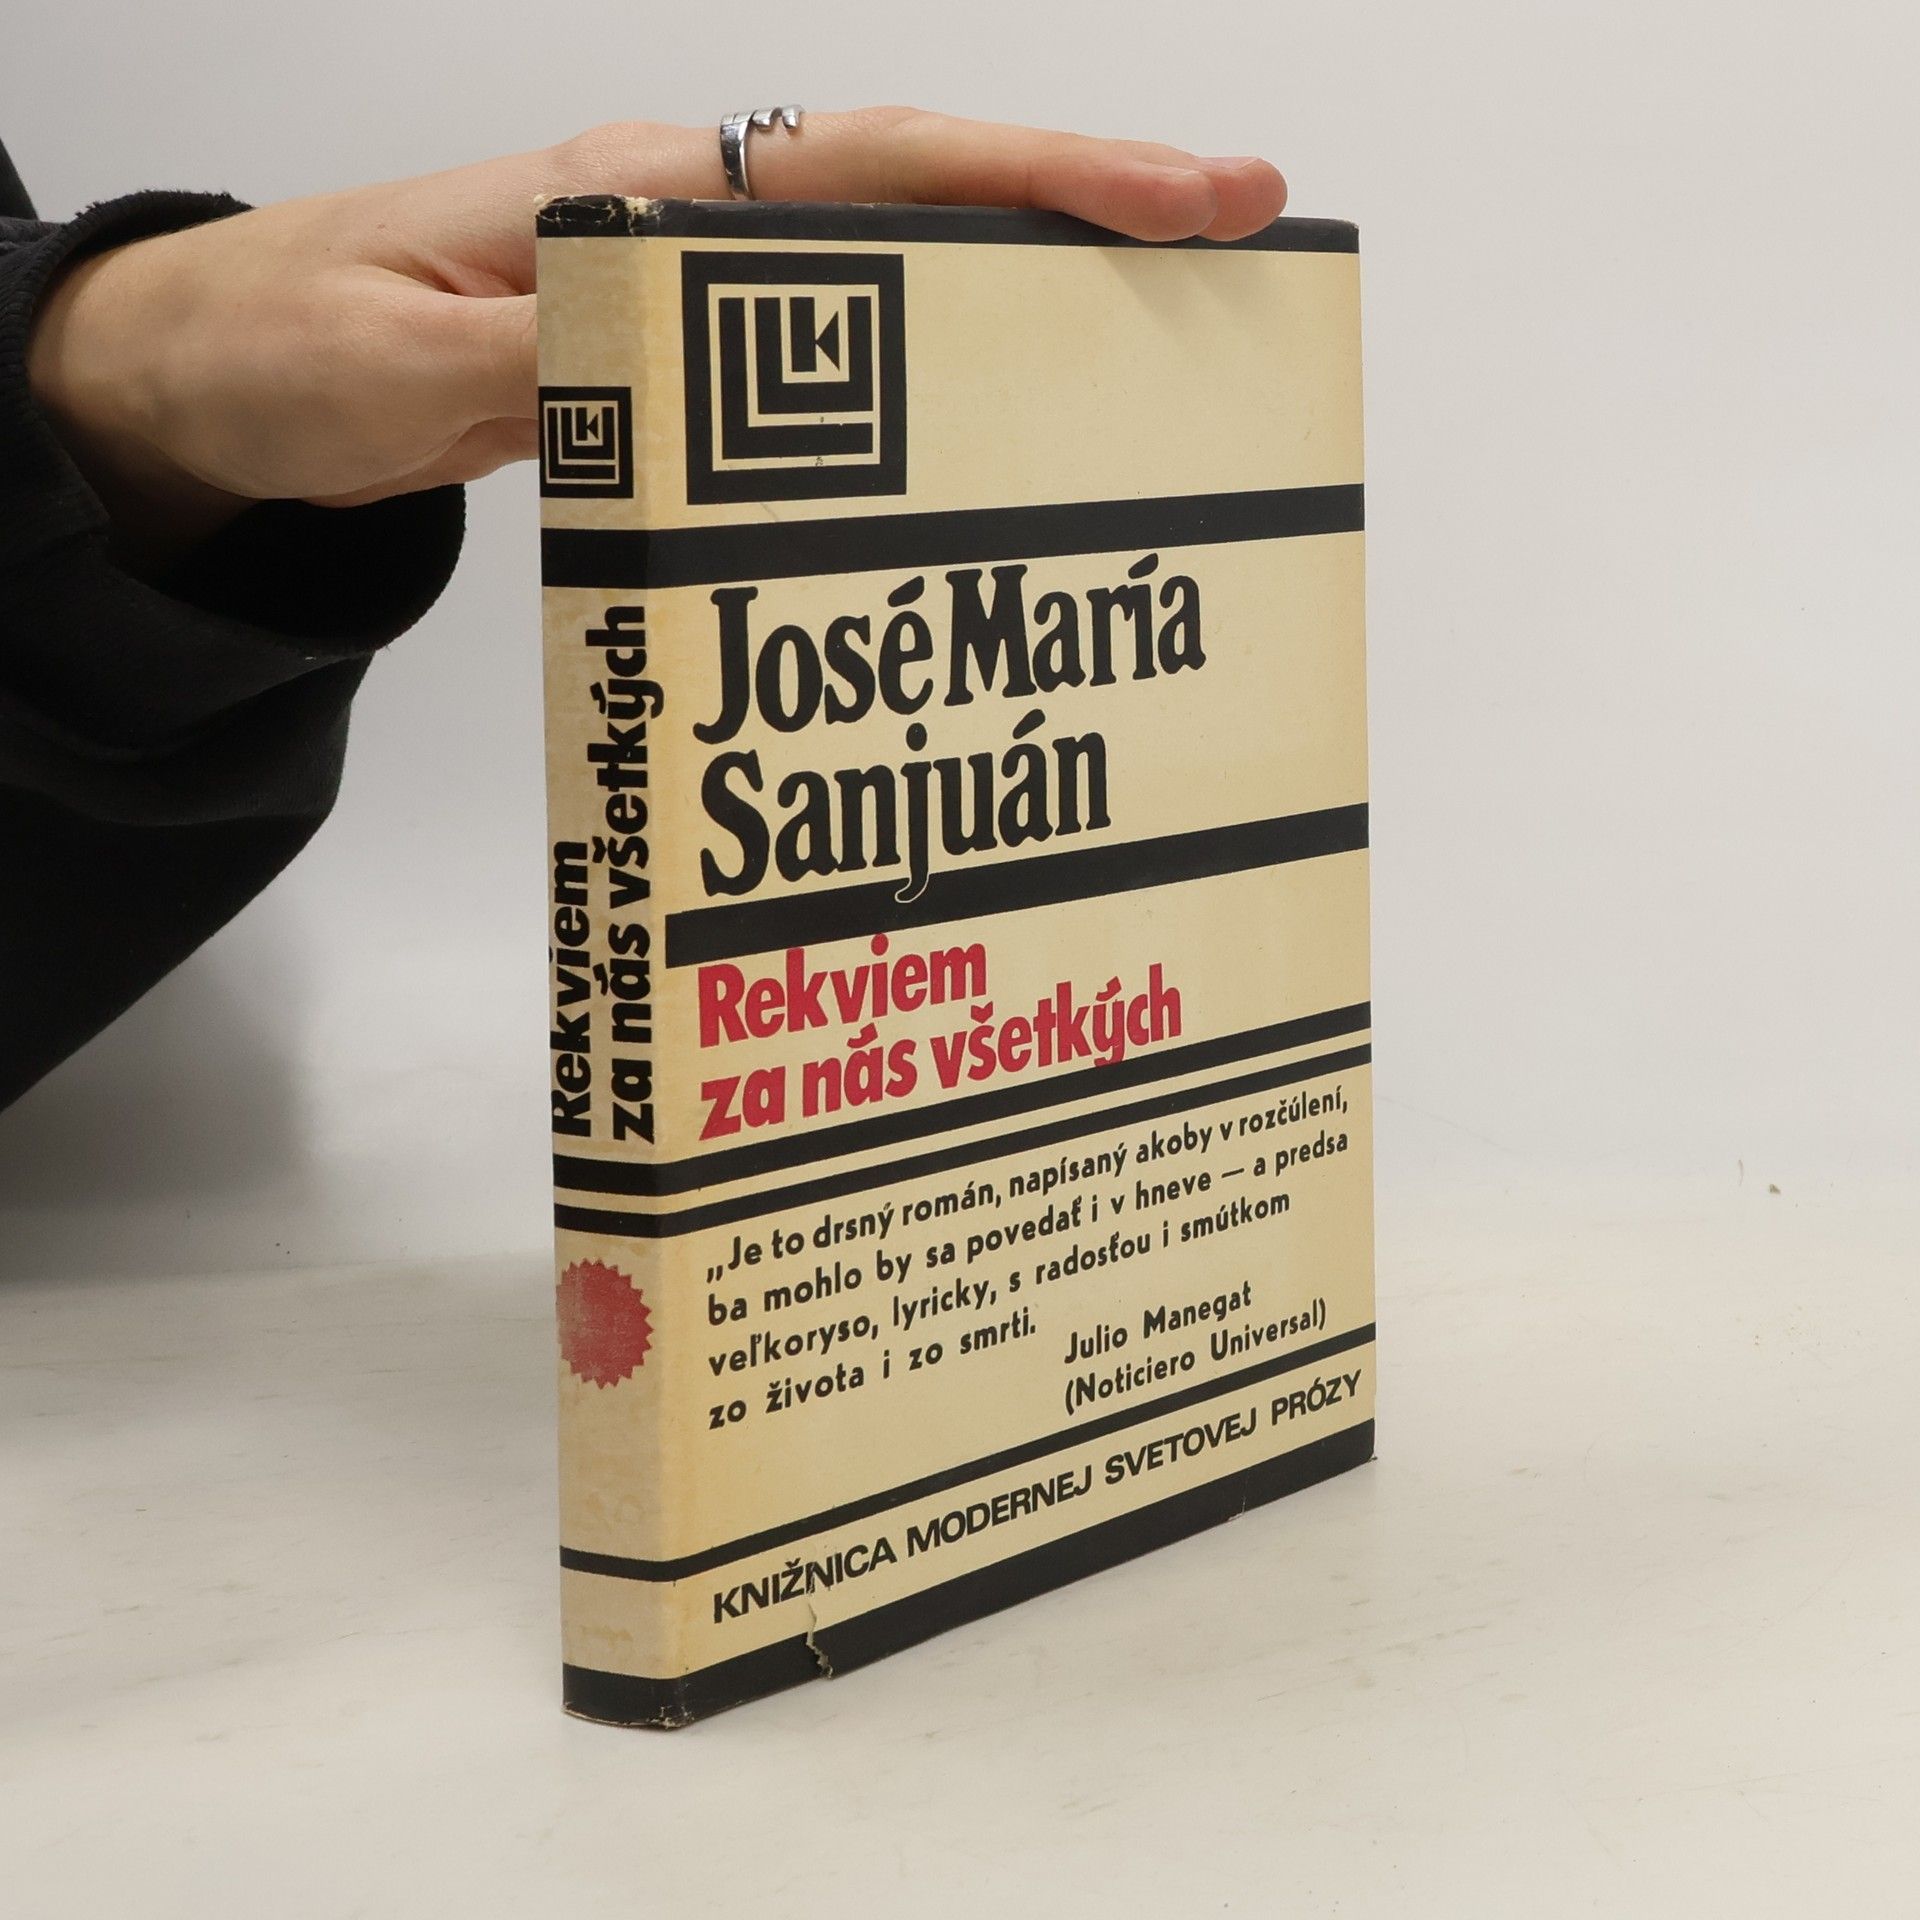 José María
Sanjuán
Rekviem
za nás všetkých
„Je to drsný román, napísaný akoby v rozčúlení,
ba mohlo by sa povedať i v hneve — a predsa
veľkoryso, lyricky, s radosťou i smútkom
zo života i zo smrti.
Julio Manegat
(Noticiero Universal)
KNIŽNICA MODERNEJ SVETOVEJ PRÓZY
Rekviem
za nás všetkých